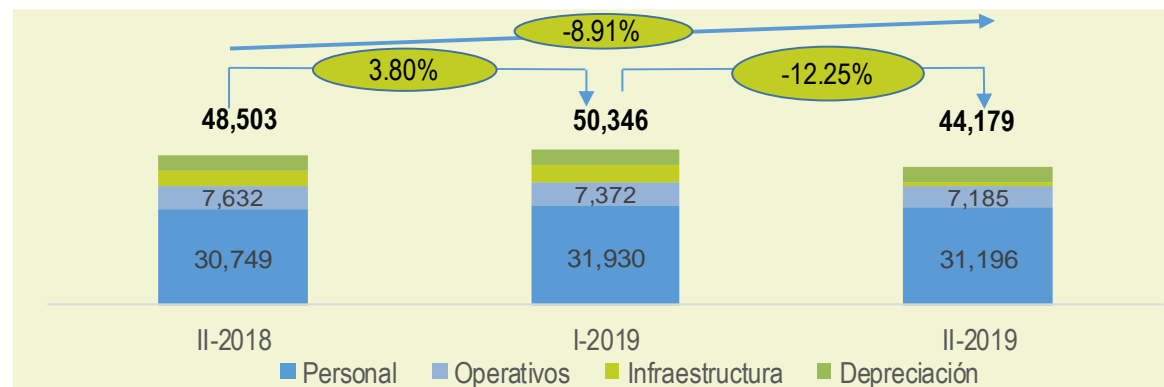 -8.91%
3.80%
-12.25%
48,503 50,346 44,179
7,632 7,372 7,185
30,749 31,930 31,196
II-2018 I-2019 II-2019
Personal Operativos Infraestructura Depreciación